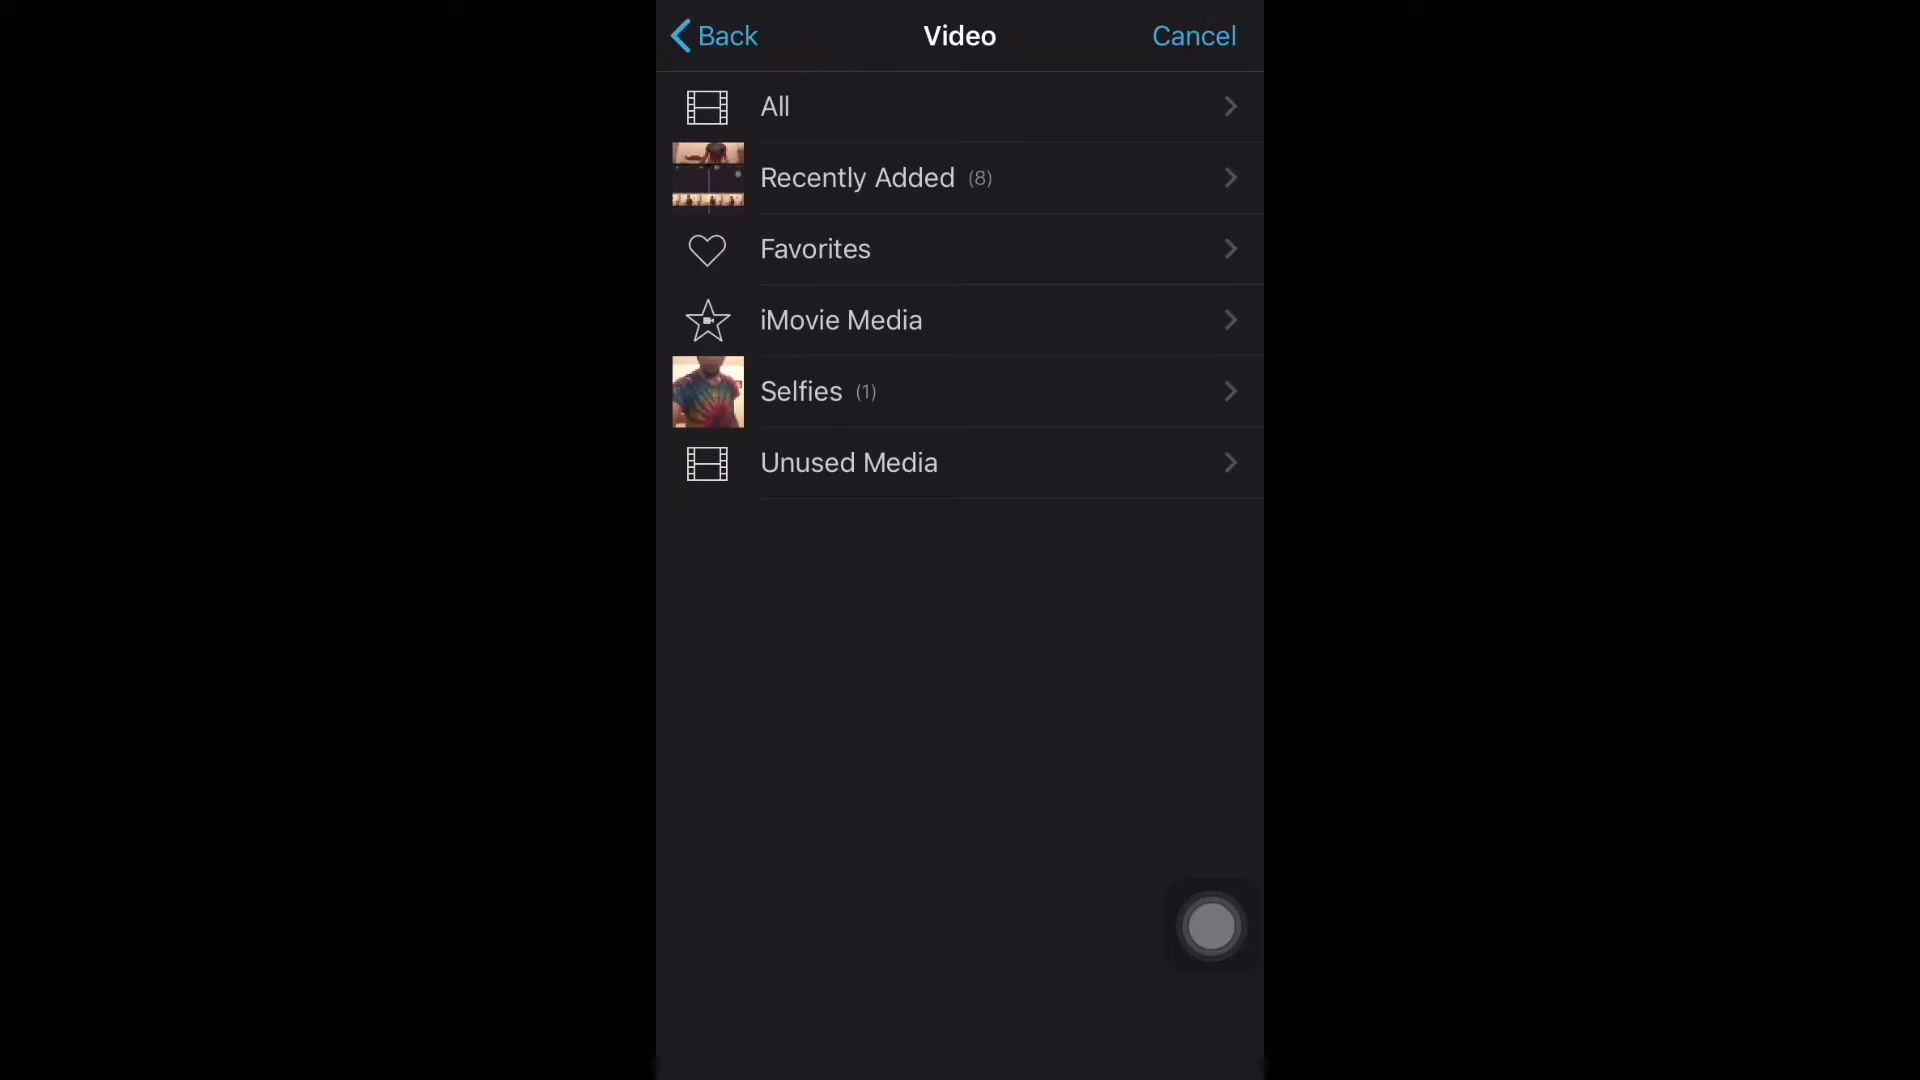 Back Video Cancel
All
Recently Added (8)
Favorites
iMovie Media
Selfies (1)
Unused Media